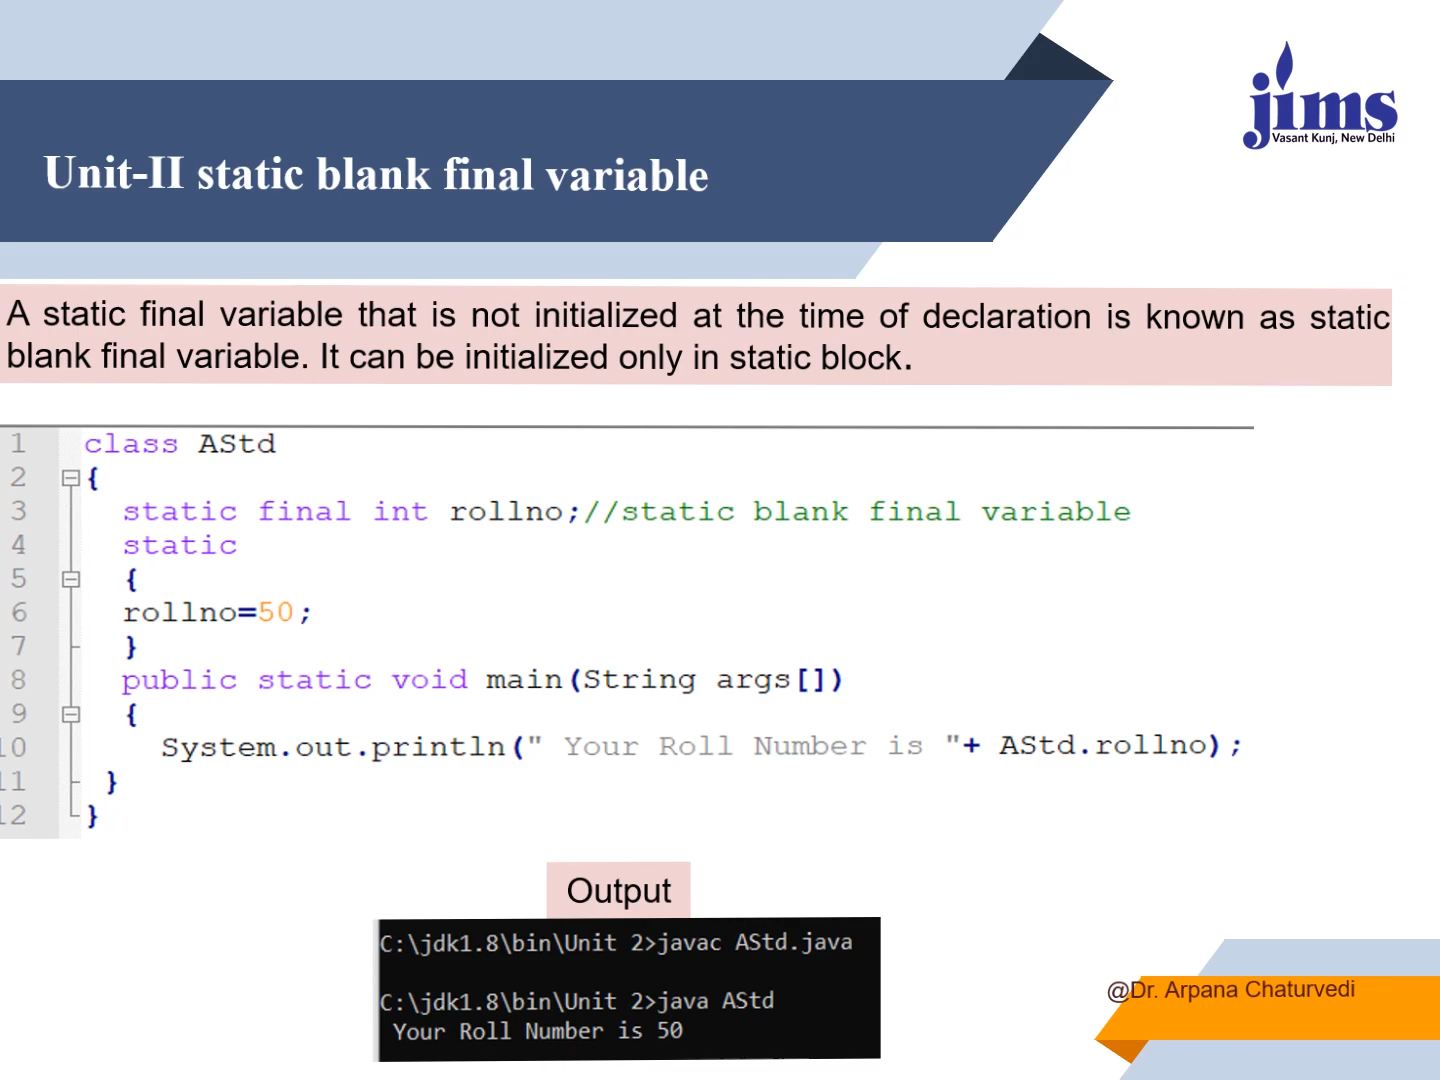 jims
Vasant Kunj, New Delhi
Unit-II static blank final variable
A static final variable that is not initialized at the time of declaration is known as static
blank final variable. It can be initialized only in static block.
1 class AStd
2 {
3 static final int rollno;//static blank final variable
4 static
5 {
6 rollno=50;
7 }
8 public static void main(String args[])
9 {
10 System.out.println(" Your Roll Number is "+ AStd.rollno);
11 }
12 }
Output
C:\jdk1.8\bin\Unit 2>javac AStd.java
C:\jdk1.8\bin\Unit 2>java AStd
Your Roll Number is 50
@Dr. Arpana Chaturvedi